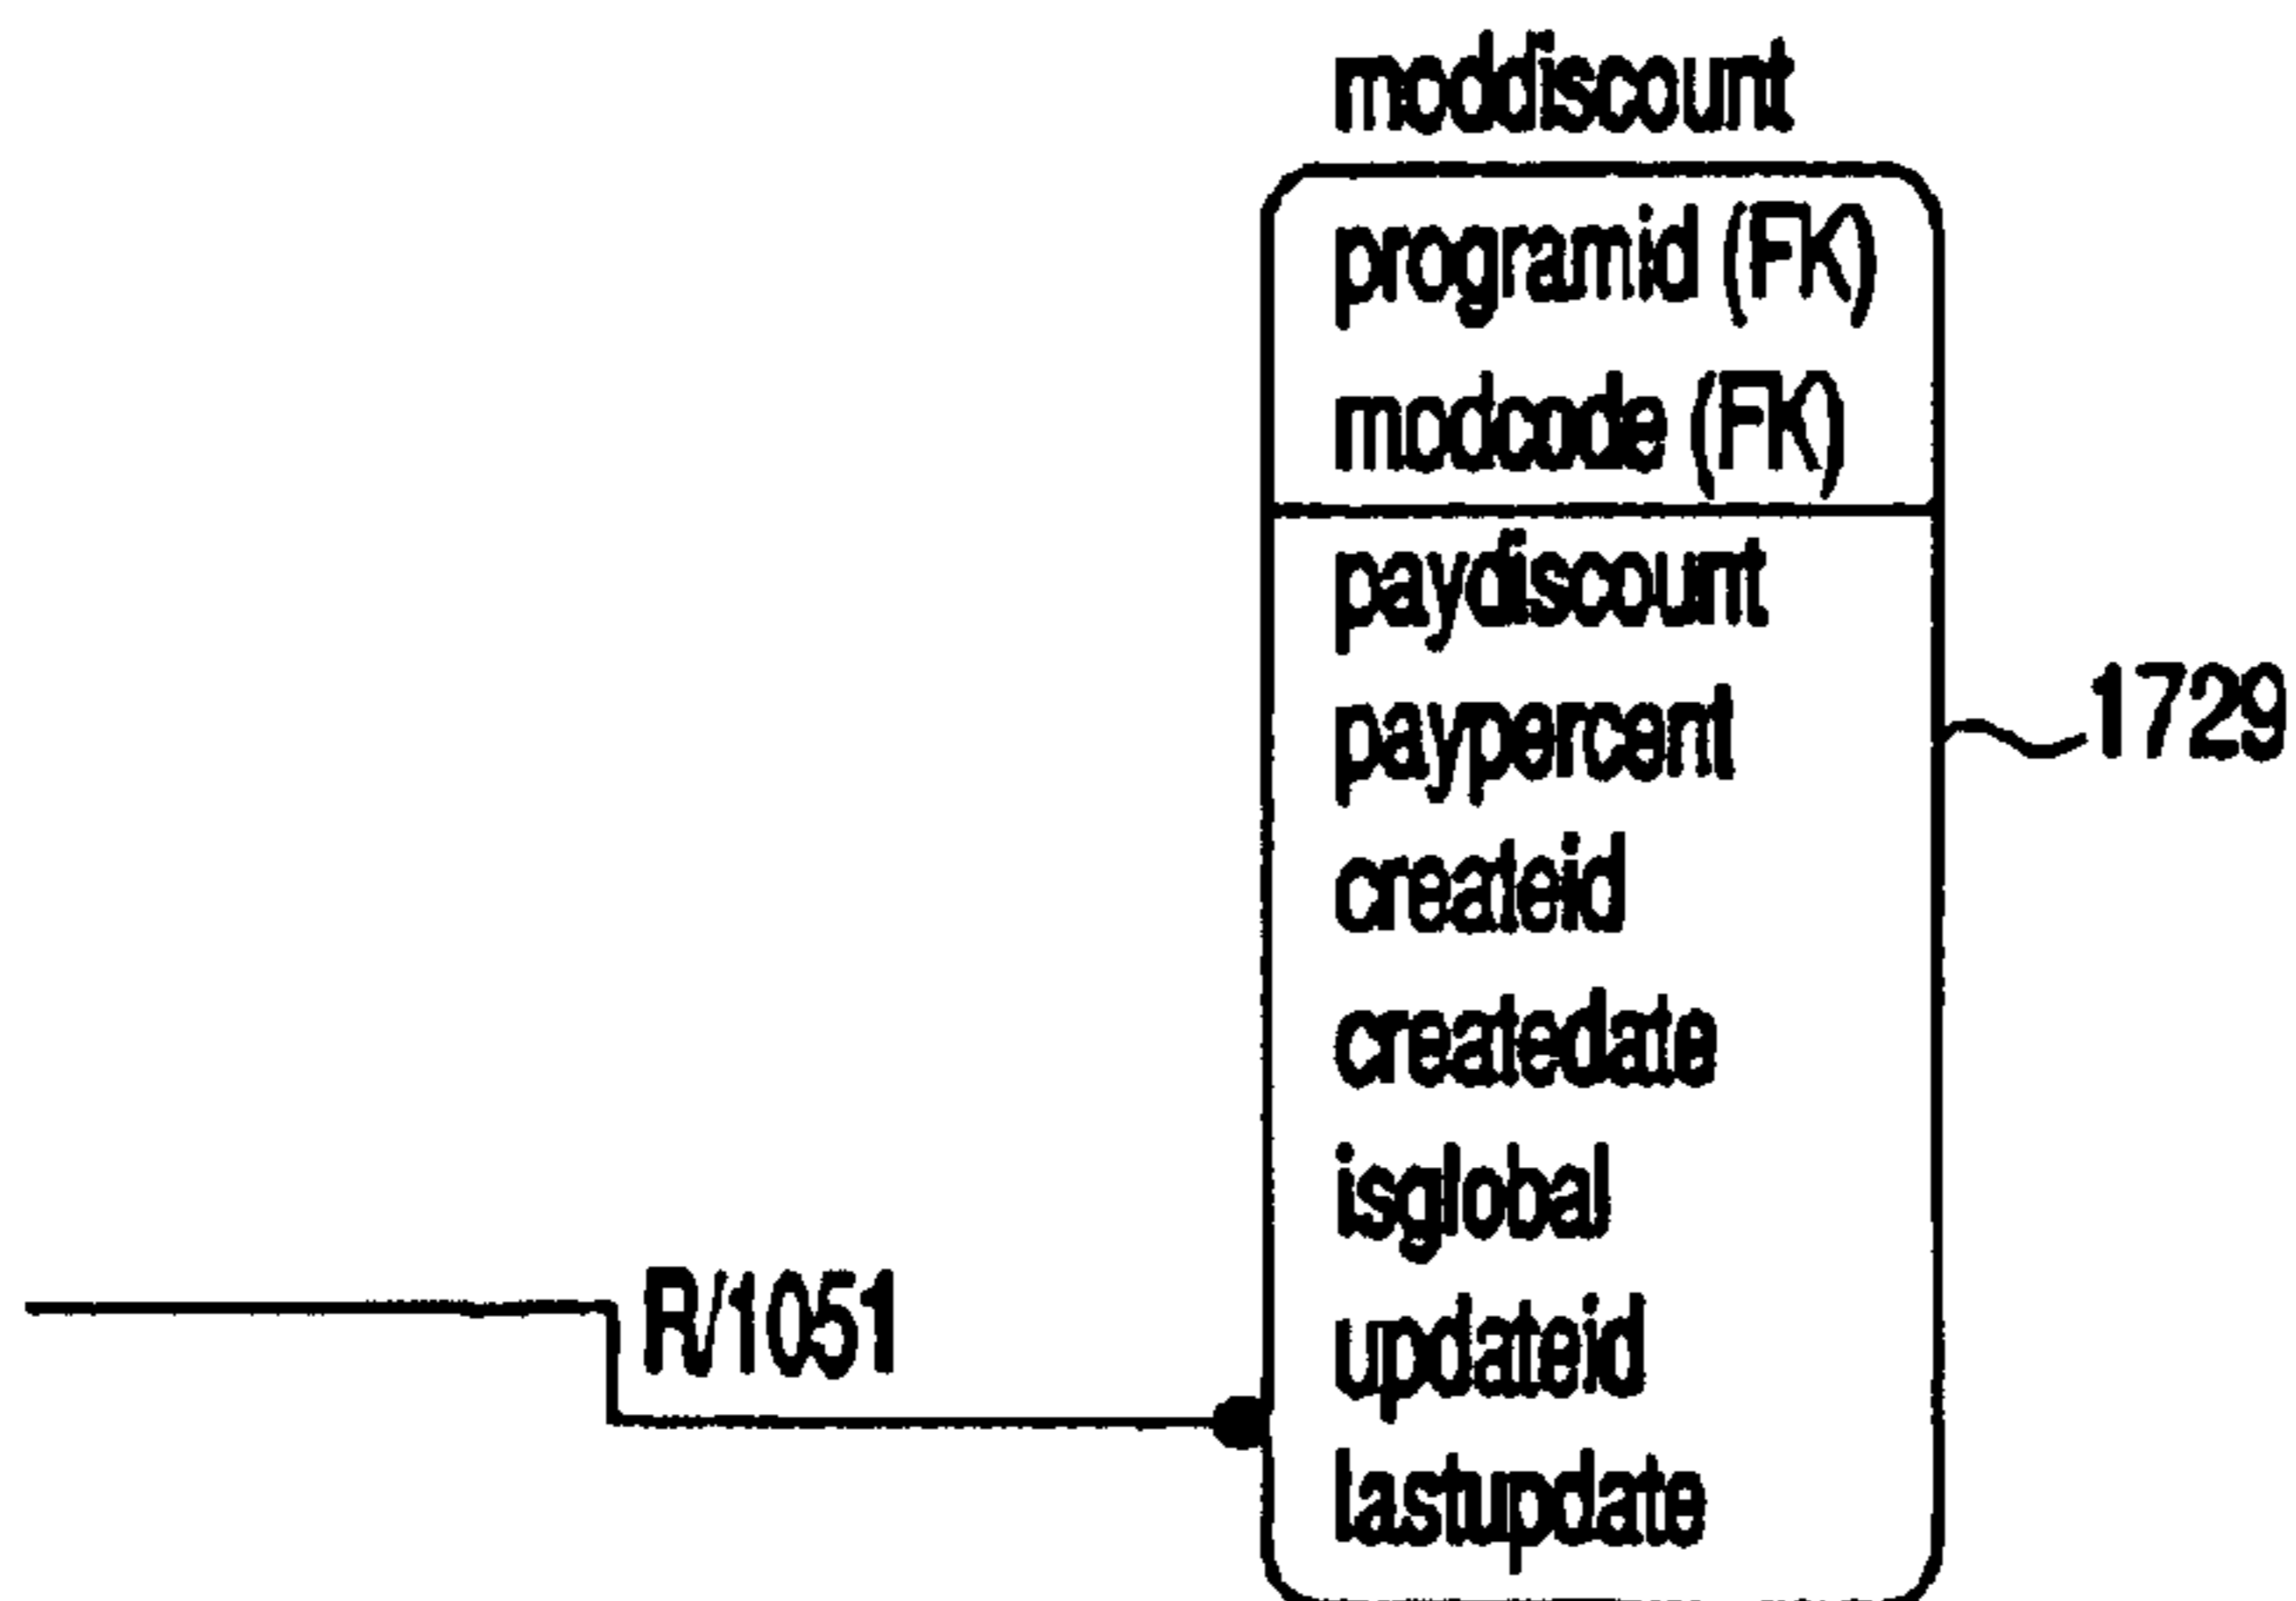 moddiscount
programid (FK)
modcode (FK)
paydiscount
paypercent
1729
createid
createdate
isglobal
R/1051
updateid
lastupdate